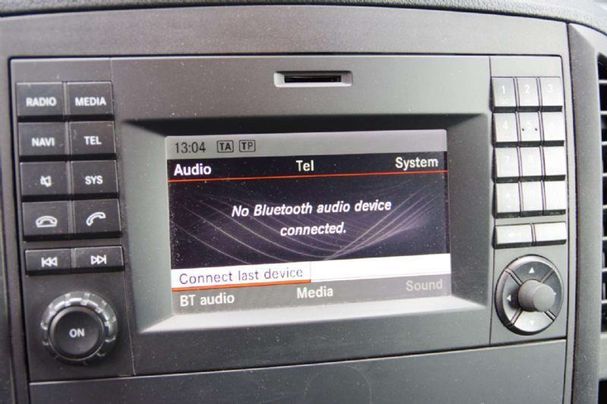 RADIO MEDIA
NAVI TEL
SYS
ON
13:04 TA TP
Audio Tel System
No Bluetooth audio device
connected.
Connect last device
BT audio Media Sound
1 2 3